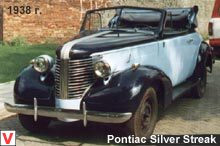 1938 г.
V
Pontiac Silver Streak